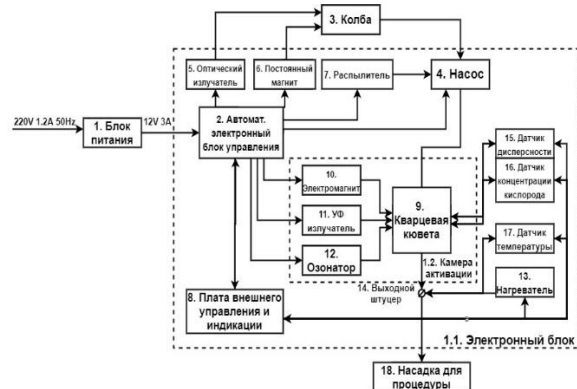 3. Колба
5. Оптический
излучатель
6. Постоянный
магнит
7. Распылитель
4. Насос
220V 1.2A 50Hz
1. Блок
питания
12V 3A
2. Автомат.
электронный
блок управления
15. Датчик
дисперсности
16. Датчик
концентрации
кислорода
10.
Электромагнит
11. УФ
излучатель
12.
Озонатор
9.
Кварцевая
кювета
17. Датчик
температуры
1.2. Камера
активации
14. Выходной
штуцер
13.
Нагреватель
8. Плата внешнего
управления и
индикации
1.1. Электронный блок
18. Насадка для
процедуры